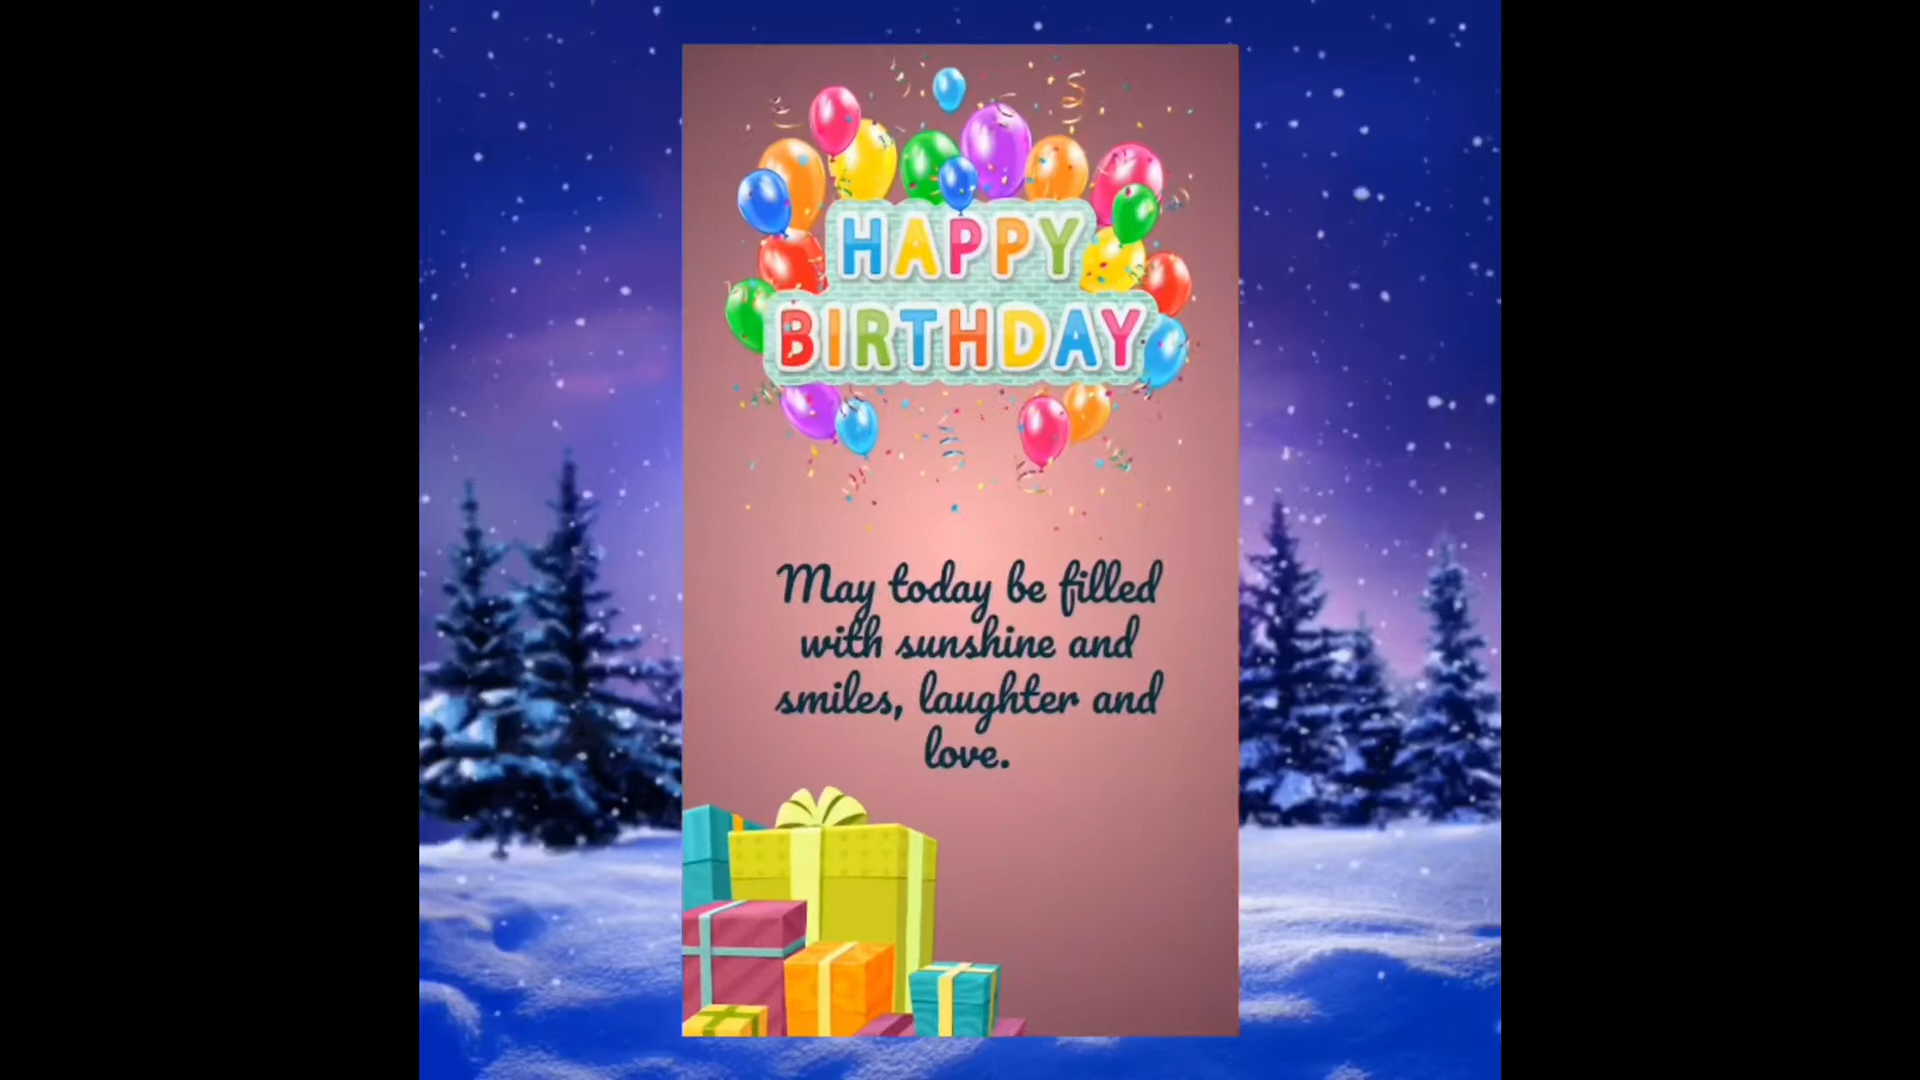 HAPPY
BIRTHDAY
May today be filled
with sunshine and
smiles, laughter and
love.